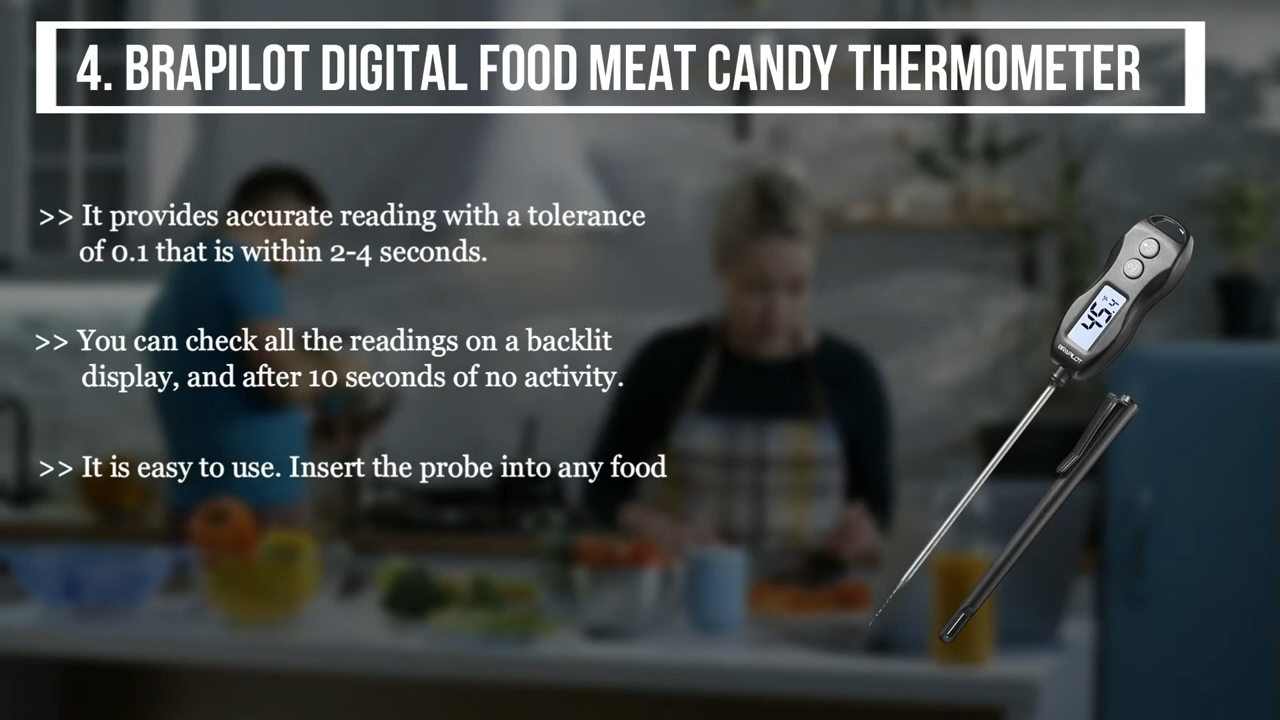 4. BRAPILOT DIGITAL FOOD MEAT CANDY THERMOMETER
>> It provides accurate reading with a tolerance
of 0.1 that is within 2-4 seconds.
>> You can check all the readings on a backlit
display, and after 10 seconds of no activity.
>> It is easy to use. Insert the probe into any food
BRAPILOT